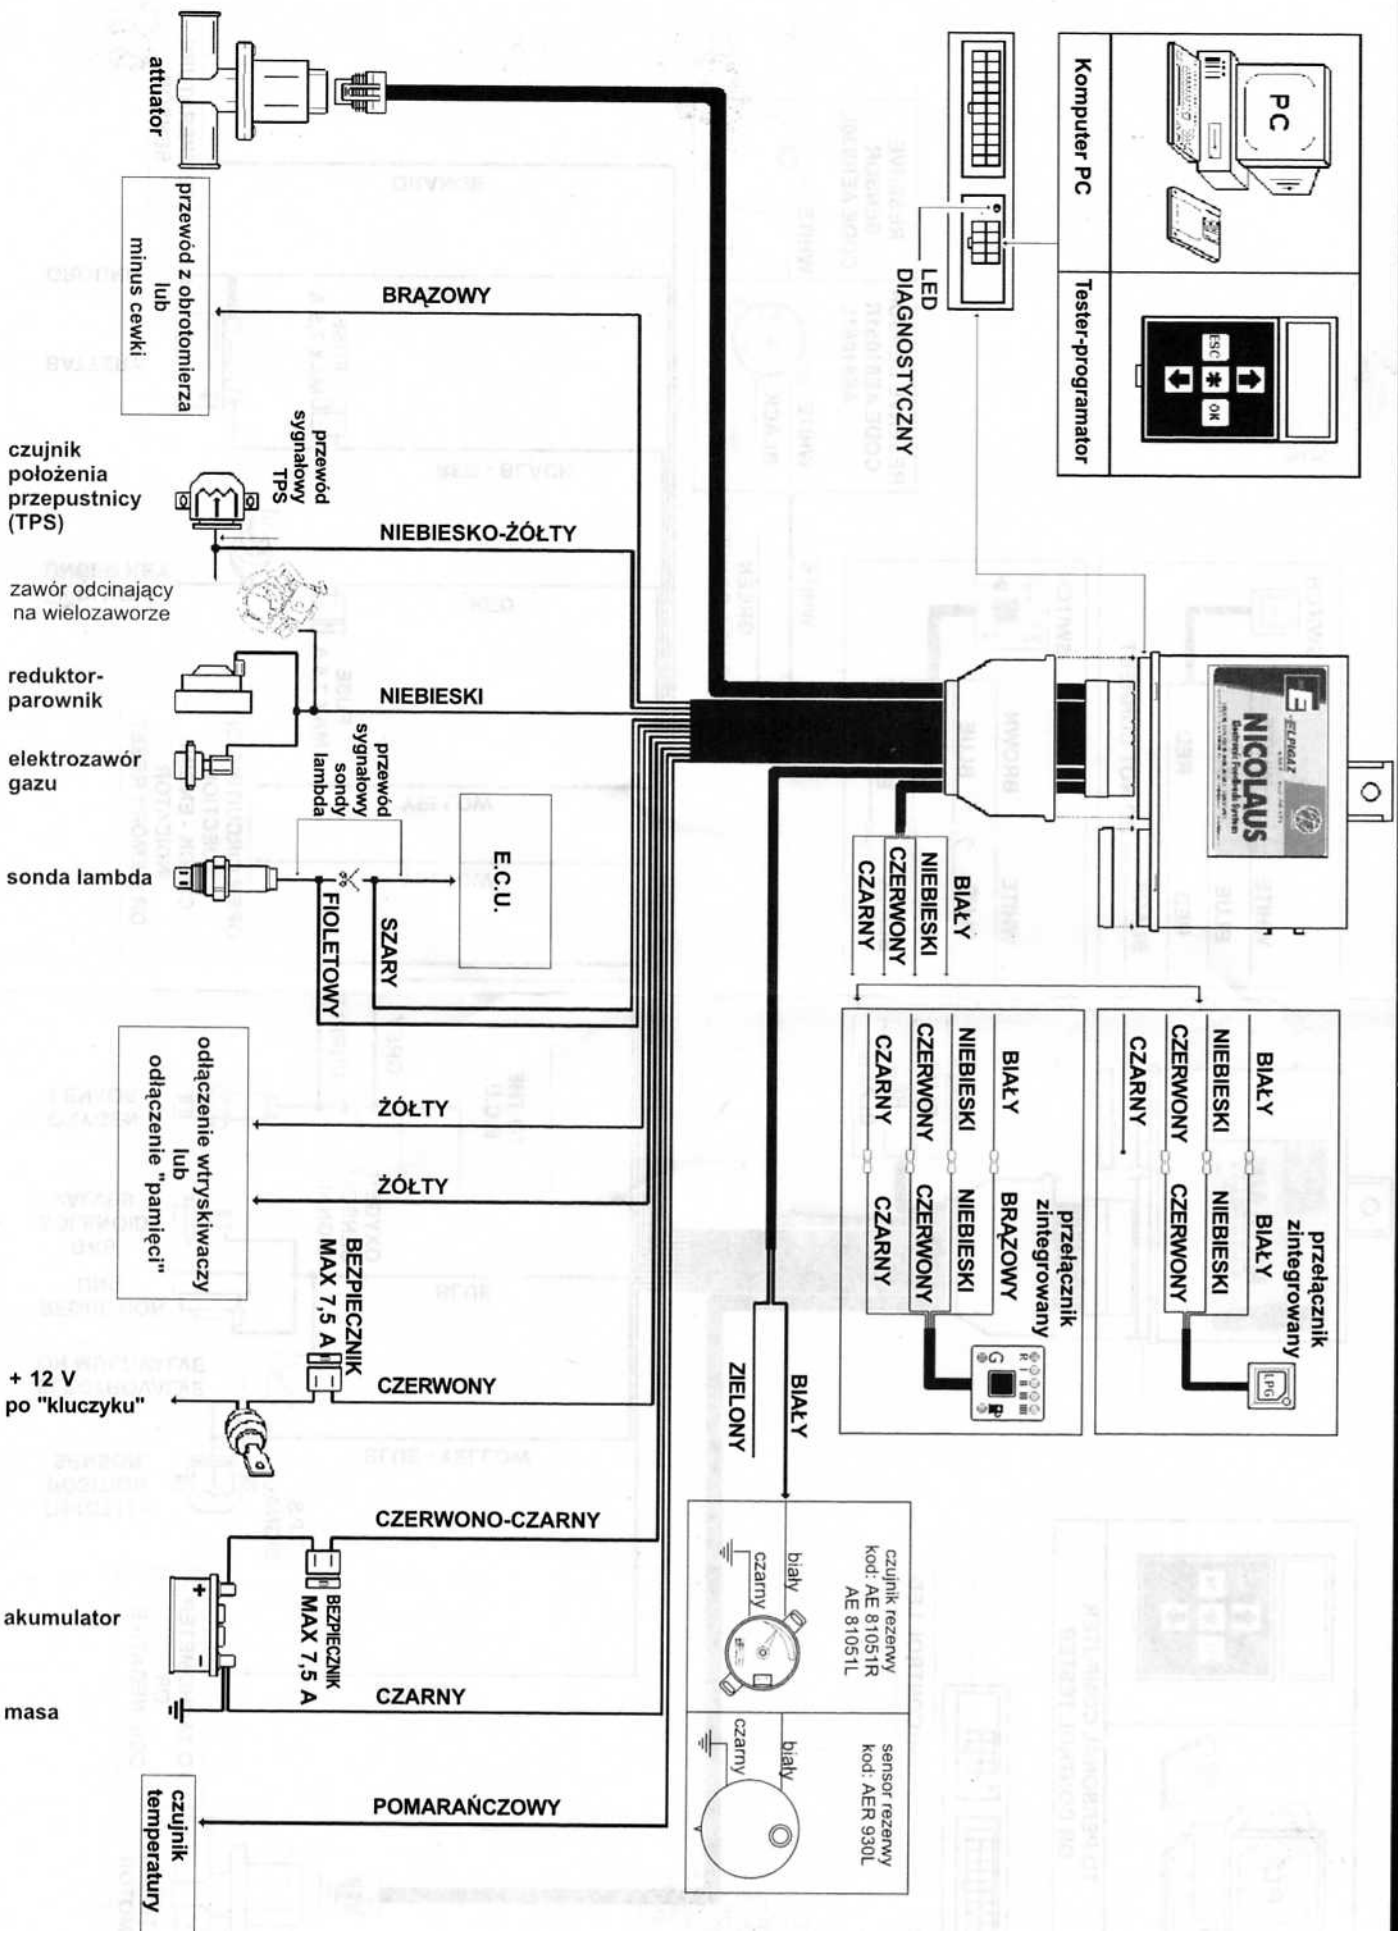 Komputer PC
PC
Tester-programator
ESC
*
OK
LED
DIAGNOSTYCZNY
attuator
przewód z obrotomierza
lub
minus cewki
BRĄZOWY
czujnik
położenia
przepustnicy
(TPS)
przewód
sygnałowy
TPS
NIEBIESKO-ŻÓŁTY
zawór odcinający
na wielozaworze
reduktor-
parownik
NIEBIESKI
elektrozawór
gazu
przewód
sygnałowy
sondy
lambda
sonda lambda
E.C.U.
FIOLETOWY
SZARY
ELPIGAZ
NICOLAUS
Electronic Feedback System
BIAŁY
NIEBIESKI
CZERWONY
CZARNY
odłączenie wtryskiwaczy
lub
odłączenie "pamięci"
ŻÓŁTY
ŻÓŁTY
BIAŁY
NIEBIESKI
CZERWONY
CZARNY
BIAŁY
NIEBIESKI
CZERWONY
przełącznik
zintegrowany
LPG
BIAŁY
NIEBIESKI
CZERWONY
CZARNY
BRĄZOWY
NIEBIESKI
CZERWONY
CZARNY
przełącznik
zintegrowany
G
R
BEZPIECZNIK
MAX 7,5 A
+ 12 V
po "kluczyku"
CZERWONY
BIAŁY
ZIELONY
CZERWONO-CZARNY
BEZPIECZNIK
MAX 7,5 A
akumulator
+
-
masa
CZARNY
czujnik rezerwy
kod: AE 81051R
AE 81051L
biały
czarny
sensor rezerwy
kod: AER 930L
biały
czarny
POMARAŃCZOWY
czujnik
temperatury